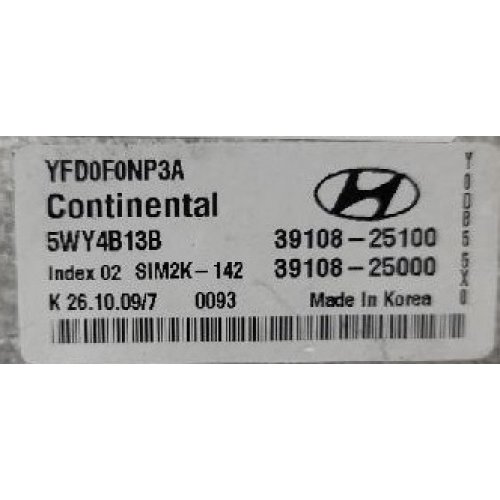 YFD0F0NP3A
Continental
5WY4B13B 39108-25100
Index 02 SIM2K-142 39108-25000
K 26.10.09/7 0093 Made In Korea